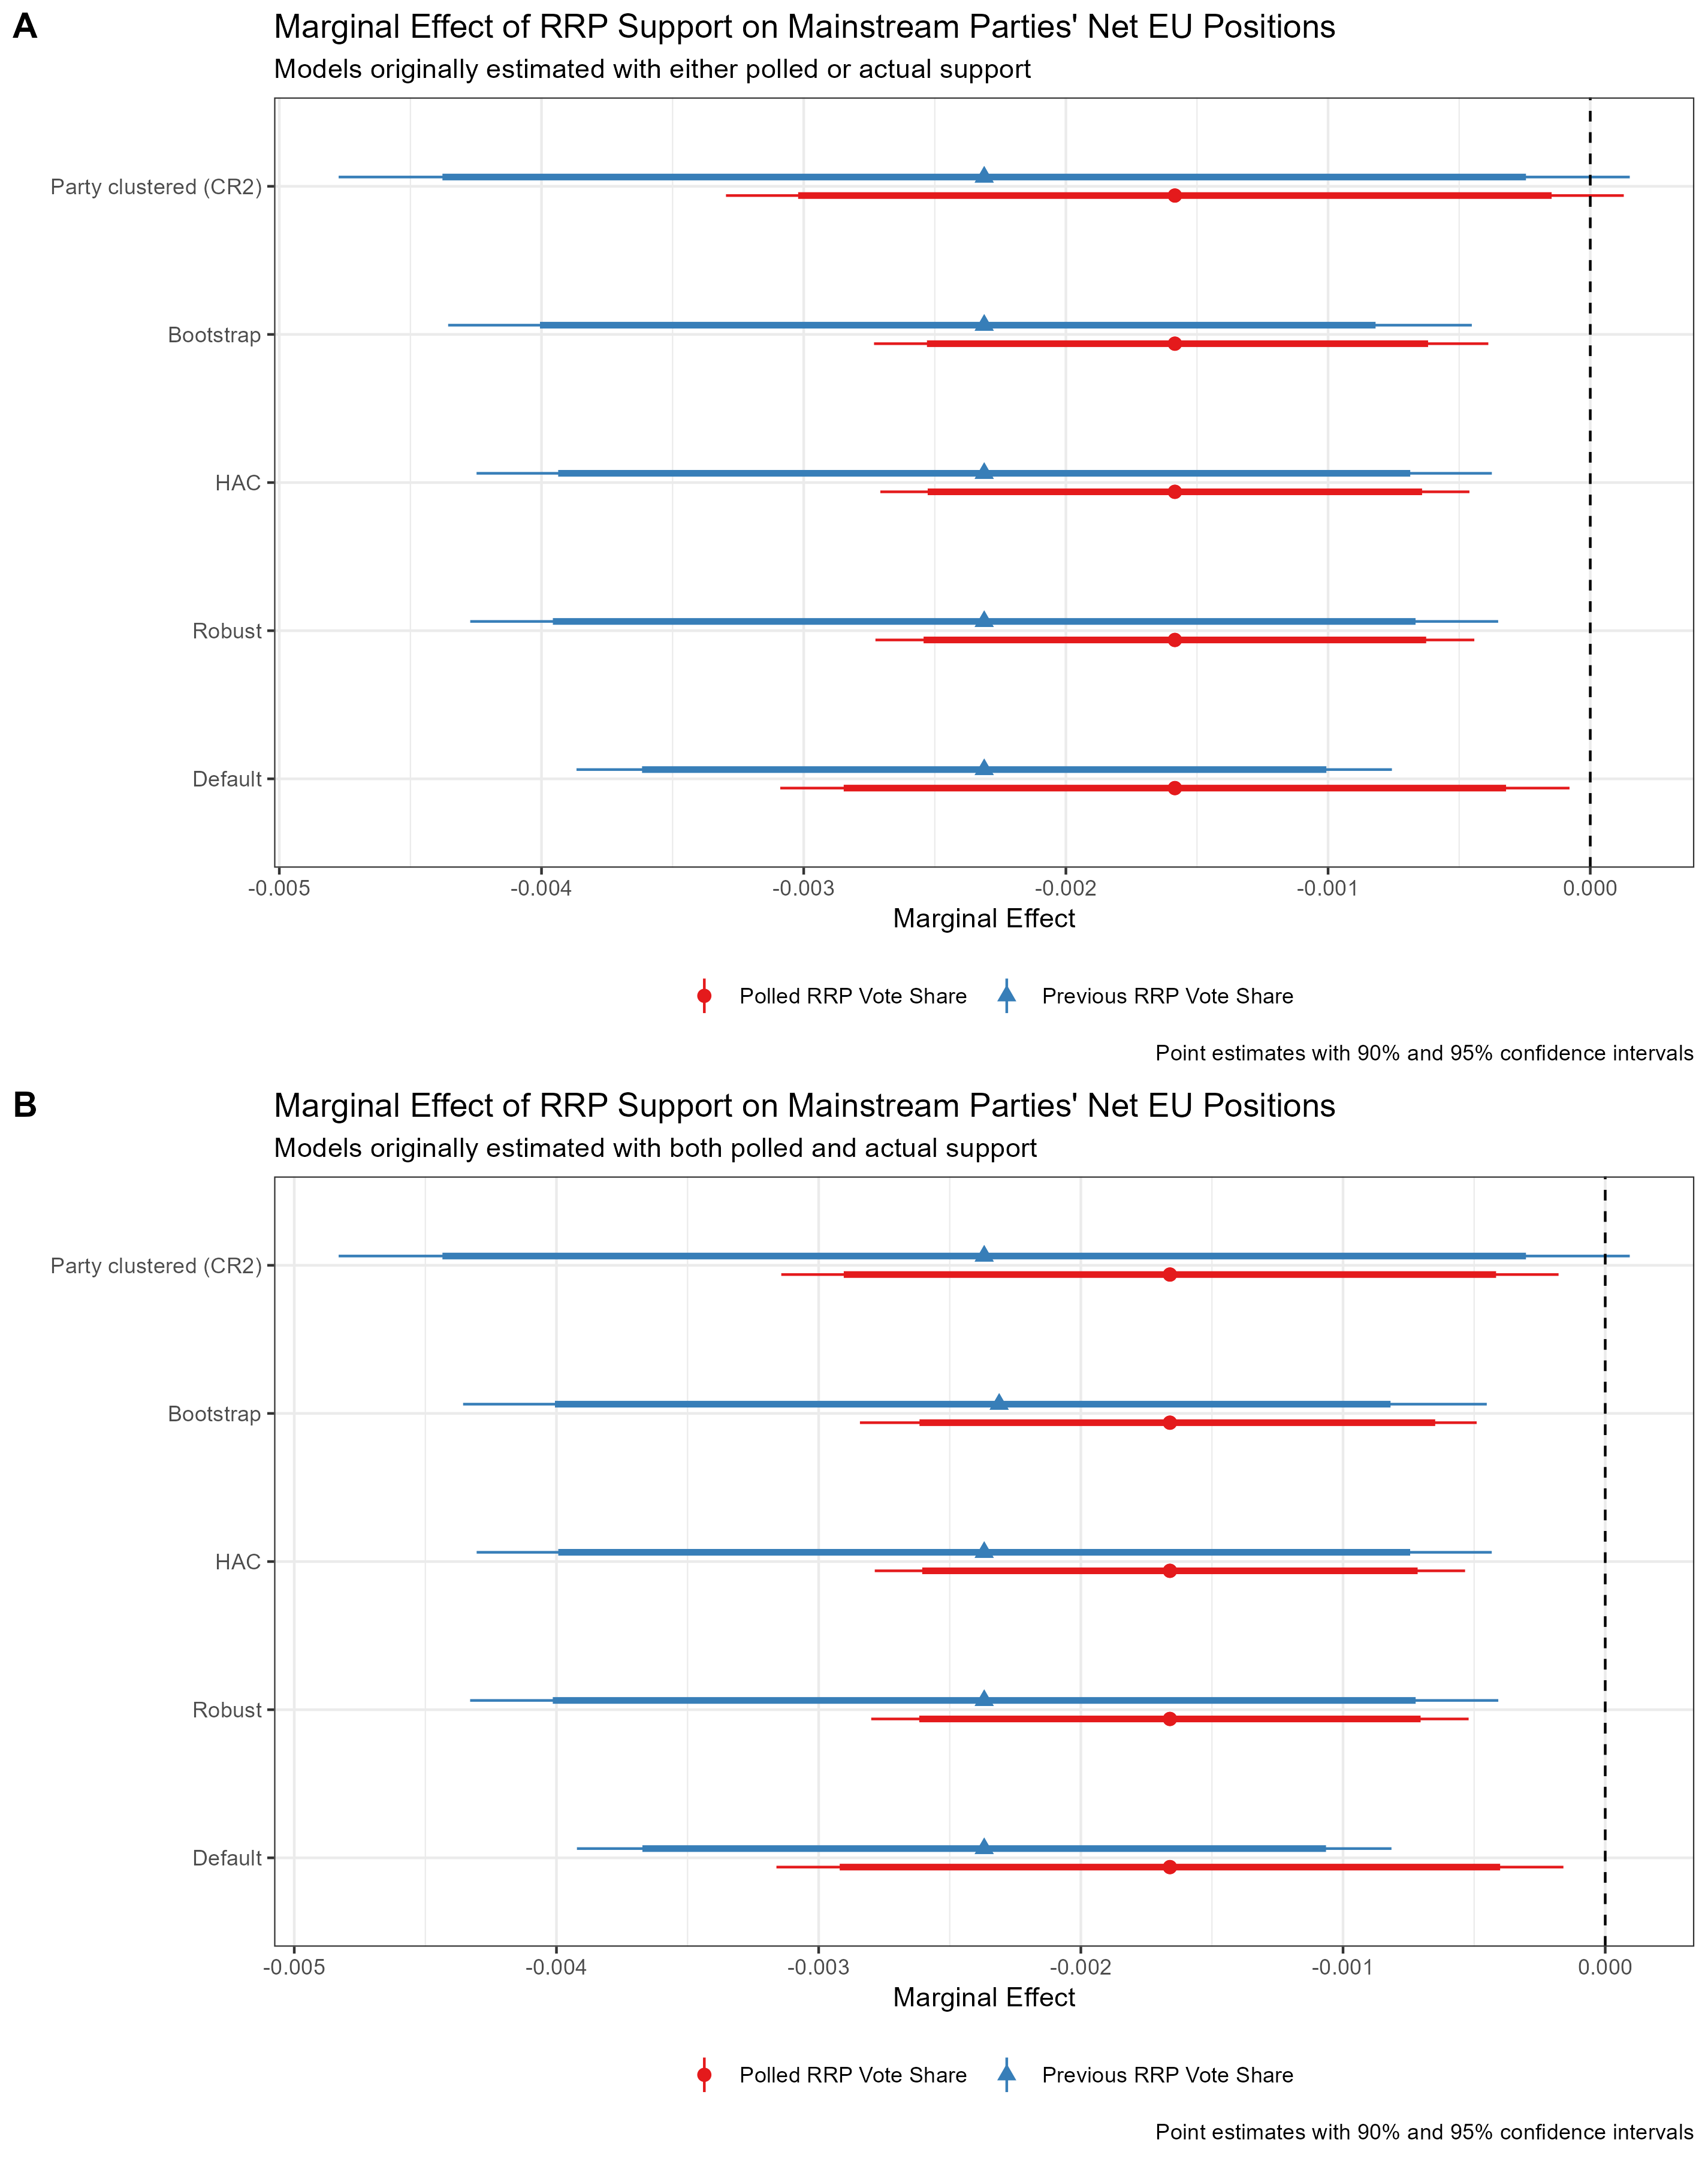 A
Marginal Effect of RRP Support on Mainstream Parties' Net EU Positions
Models originally estimated with either polled or actual support
Party clustered (CR2)
Bootstrap
HAC
Robust
Default
-0.005 -0.004 -0.003 -0.002 -0.001 0.000
Marginal Effect
Polled RRP Vote Share Previous RRP Vote Share
Point estimates with 90% and 95% confidence intervals
B
Marginal Effect of RRP Support on Mainstream Parties' Net EU Positions
Models originally estimated with both polled and actual support
Party clustered (CR2)
Bootstrap
HAC
Robust
Default
-0.005 -0.004 -0.003 -0.002 -0.001 0.000
Marginal Effect
Polled RRP Vote Share Previous RRP Vote Share
Point estimates with 90% and 95% confidence intervals